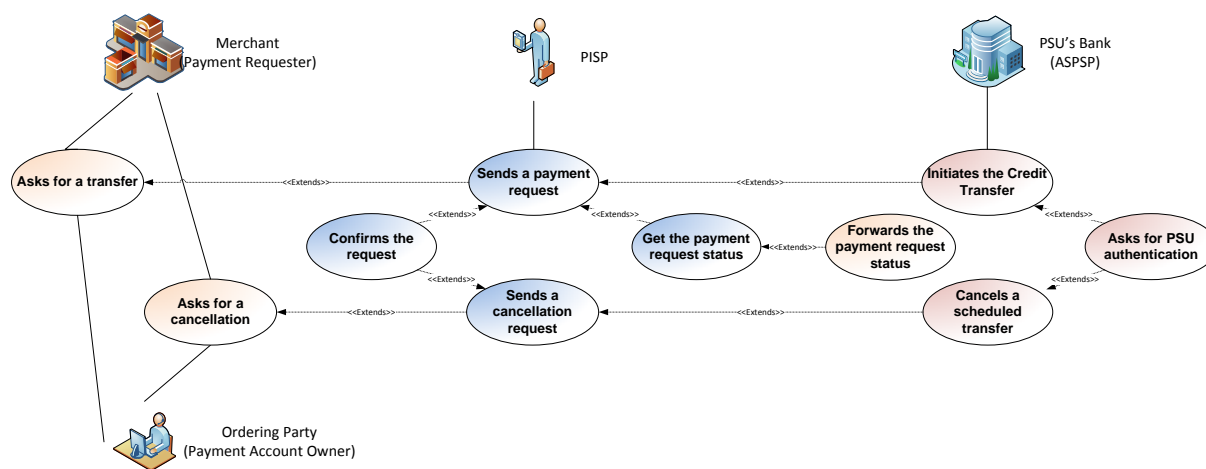 Merchant
(Payment Requester)
PISP
PSU's Bank
(ASPSP)
Asks for a transfer
<<Extends>>
Sends a payment
request
<<Extends>>
Initiates the Credit
Transfer
<<Extends>>
<<Extends>>
<<Extends>>
Confirms the
request
Get the payment
request status
<<Extends>>
Forwards the
payment request
status
Asks for PSU
authentication
<<Extends>>
<<Extends>>
Asks for a
cancellation
<<Extends>>
Sends a
cancellation
request
<<Extends>>
Cancels a
scheduled
transfer
Ordering Party
(Payment Account Owner)